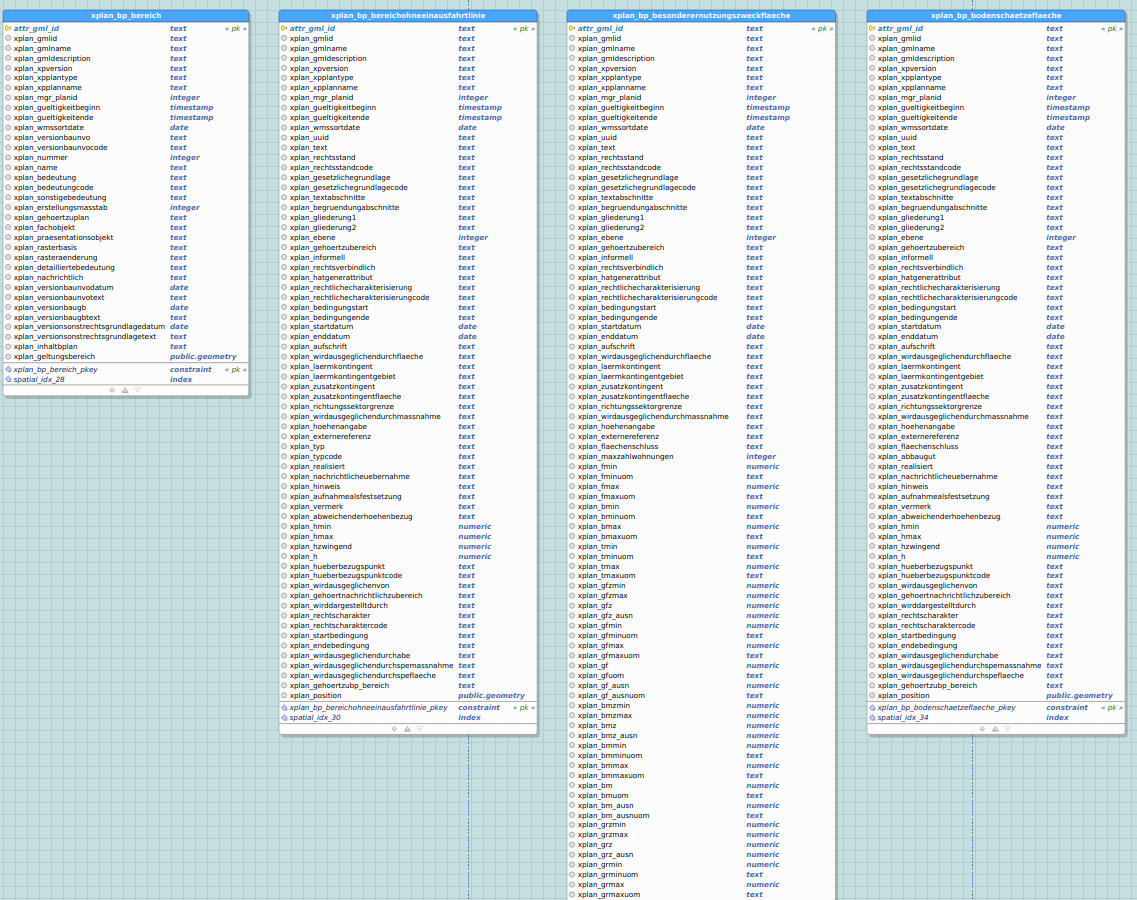 xplan_bp_bereich
attr_gml_id text « pk »
xplan_gmlid text
xplan_gmlname text
xplan_gmldescription text
xplan_xpversion text
xplan_xpplantype text
xplan_xpplanname text
xplan_mgr_planid integer
xplan_gueltigkeitbeginn timestamp
xplan_gueltigkeitende timestamp
xplan_wmssortdate date
xplan_versionbaunvo text
xplan_versionbaunvocode text
xplan_nummer integer
xplan_name text
xplan_bedeutung text
xplan_bedeutungcode text
xplan_sonstigebedeutung text
xplan_erstellungsmasstab integer
xplan_gehoertzuplan text
xplan_fachobjekt text
xplan_praesentationsobjekt text
xplan_rasterbasis text
xplan_rasteraenderung text
xplan_detailliertebedeutung text
xplan_nachrichtlich text
xplan_versionbaunvodatum date
xplan_versionbaunvotext text
xplan_versionbaugb date
xplan_versionbaugbtext text
xplan_versionsonstrechtsgrundlagedatum date
xplan_versionsonstrechtsgrundlagetext text
xplan_inhaltbplan text
xplan_geltungsbereich public.geometry
xplan_bp_bereich_pkey constraint « pk »
spatial_idx_28 index
xplan_bp_bereichohneeinausfahrtlinie
attr_gml_id text « pk »
xplan_gmlid text
xplan_gmlname text
xplan_gmldescription text
xplan_xpversion text
xplan_xpplantype text
xplan_xpplanname text
xplan_mgr_planid integer
xplan_gueltigkeitbeginn timestamp
xplan_gueltigkeitende timestamp
xplan_wmssortdate date
xplan_uuid text
xplan_text text
xplan_rechtsstand text
xplan_rechtsstandcode text
xplan_gesetzlichegrundlage text
xplan_gesetzlichegrundlagecode text
xplan_textabschnitte text
xplan_begruendungabschnitte text
xplan_gliederung1 text
xplan_gliederung2 text
xplan_ebene integer
xplan_gehoertzubereich text
xplan_informell text
xplan_rechtsverbindlich text
xplan_hatgenerattribut text
xplan_rechtlichecharakterisierung text
xplan_rechtlichecharakterisierungcode text
xplan_bedingungstart text
xplan_bedingungende text
xplan_startdatum date
xplan_enddatum date
xplan_aufschrift text
xplan_wirdausgeglichendurchflaeche text
xplan_laermkontingent text
xplan_laermkontingentgebiet text
xplan_zusatzkontingent text
xplan_zusatzkontingentflaeche text
xplan_richtungssektorgrenze text
xplan_wirdausgeglichendurchmassnahme text
xplan_hoehenangabe text
xplan_externereferenz text
xplan_typ text
xplan_typcode text
xplan_realisiert text
xplan_nachrichtlicheuebernahme text
xplan_hinweis text
xplan_aufnahmealsfestsetzung text
xplan_vermerk text
xplan_abweichenderhoehenbezug text
xplan_hmin numeric
xplan_hmax numeric
xplan_hzwingend numeric
xplan_h numeric
xplan_hueberbezugspunkt text
xplan_hueberbezugspunktcode text
xplan_wirdausgeglichenvon text
xplan_gehoertnachrichtlichzubereich text
xplan_wirddargestelltdurch text
xplan_rechtscharakter text
xplan_rechtscharaktercode text
xplan_startbedingung text
xplan_endebedingung text
xplan_wirdausgeglichendurchabe text
xplan_wirdausgeglichendurchspemassnahme text
xplan_wirdausgeglichendurchspeflaeche text
xplan_gehoertzubp_bereich text
xplan_position public.geometry
xplan_bp_bereichohneeinausfahrtlinie_pkey constraint « pk »
spatial_idx_30 index
xplan_bp_besonderernutzungszweckflaeche
attr_gml_id text « pk »
xplan_gmlid text
xplan_gmlname text
xplan_gmldescription text
xplan_xpversion text
xplan_xpplantype text
xplan_xpplanname text
xplan_mgr_planid integer
xplan_gueltigkeitbeginn timestamp
xplan_gueltigkeitende timestamp
xplan_wmssortdate date
xplan_uuid text
xplan_text text
xplan_rechtsstand text
xplan_rechtsstandcode text
xplan_gesetzlichegrundlage text
xplan_gesetzlichegrundlagecode text
xplan_textabschnitte text
xplan_begruendungabschnitte text
xplan_gliederung1 text
xplan_gliederung2 text
xplan_ebene integer
xplan_gehoertzubereich text
xplan_informell text
xplan_rechtsverbindlich text
xplan_hatgenerattribut text
xplan_rechtlichecharakterisierung text
xplan_rechtlichecharakterisierungcode text
xplan_bedingungstart text
xplan_bedingungende text
xplan_startdatum date
xplan_enddatum date
xplan_aufschrift text
xplan_wirdausgeglichendurchflaeche text
xplan_laermkontingent text
xplan_laermkontingentgebiet text
xplan_zusatzkontingent text
xplan_zusatzkontingentflaeche text
xplan_richtungssektorgrenze text
xplan_wirdausgeglichendurchmassnahme text
xplan_hoehenangabe text
xplan_externereferenz text
xplan_flaechenschluss text
xplan_maxzahlwohnungen integer
xplan_fmin numeric
xplan_fminuom text
xplan_fmax numeric
xplan_fmaxuom text
xplan_bmin numeric
xplan_bminuom text
xplan_bmax numeric
xplan_bmaxuom text
xplan_tmin numeric
xplan_tminuom text
xplan_tmax numeric
xplan_tmaxuom text
xplan_gfzmin numeric
xplan_gfzmax numeric
xplan_gfz numeric
xplan_gfz_ausn numeric
xplan_gfmin numeric
xplan_gfminuom text
xplan_gfmax numeric
xplan_gfmaxuom text
xplan_gf numeric
xplan_gfuom text
xplan_gf_ausn numeric
xplan_gf_ausnuom text
xplan_bmzmin numeric
xplan_bmzmax numeric
xplan_bmz numeric
xplan_bmz_ausn numeric
xplan_bmmin numeric
xplan_bmminuom text
xplan_bmmax numeric
xplan_bmmaxuom text
xplan_bm numeric
xplan_bmuom text
xplan_bm_ausn numeric
xplan_bm_ausnuom text
xplan_grzmin numeric
xplan_grzmax numeric
xplan_grz numeric
xplan_grz_ausn numeric
xplan_grmin numeric
xplan_grminuom text
xplan_grmax numeric
xplan_grmaxuom text
xplan_bp_bodenschaetzeflaeche
attr_gml_id text « pk »
xplan_gmlid text
xplan_gmlname text
xplan_gmldescription text
xplan_xpversion text
xplan_xpplantype text
xplan_xpplanname text
xplan_mgr_planid integer
xplan_gueltigkeitbeginn timestamp
xplan_gueltigkeitende timestamp
xplan_wmssortdate date
xplan_uuid text
xplan_text text
xplan_rechtsstand text
xplan_rechtsstandcode text
xplan_gesetzlichegrundlage text
xplan_gesetzlichegrundlagecode text
xplan_textabschnitte text
xplan_begruendungabschnitte text
xplan_gliederung1 text
xplan_gliederung2 text
xplan_ebene integer
xplan_gehoertzubereich text
xplan_informell text
xplan_rechtsverbindlich text
xplan_hatgenerattribut text
xplan_rechtlichecharakterisierung text
xplan_rechtlichecharakterisierungcode text
xplan_bedingungstart text
xplan_bedingungende text
xplan_startdatum date
xplan_enddatum date
xplan_aufschrift text
xplan_wirdausgeglichendurchflaeche text
xplan_laermkontingent text
xplan_laermkontingentgebiet text
xplan_zusatzkontingent text
xplan_zusatzkontingentflaeche text
xplan_richtungssektorgrenze text
xplan_wirdausgeglichendurchmassnahme text
xplan_hoehenangabe text
xplan_externereferenz text
xplan_flaechenschluss text
xplan_abbaugut text
xplan_realisiert text
xplan_nachrichtlicheuebernahme text
xplan_hinweis text
xplan_aufnahmealsfestsetzung text
xplan_vermerk text
xplan_abweichenderhoehenbezug text
xplan_hmin numeric
xplan_hmax numeric
xplan_hzwingend numeric
xplan_h numeric
xplan_hueberbezugspunkt text
xplan_hueberbezugspunktcode text
xplan_wirdausgeglichenvon text
xplan_gehoertnachrichtlichzubereich text
xplan_wirddargestelltdurch text
xplan_rechtscharakter text
xplan_rechtscharaktercode text
xplan_startbedingung text
xplan_endebedingung text
xplan_wirdausgeglichendurchabe text
xplan_wirdausgeglichendurchspemassnahme text
xplan_wirdausgeglichendurchspeflaeche text
xplan_gehoertzubp_bereich text
xplan_position public.geometry
xplan_bp_bodenschaetzeflaeche_pkey constraint « pk »
spatial_idx_34 index